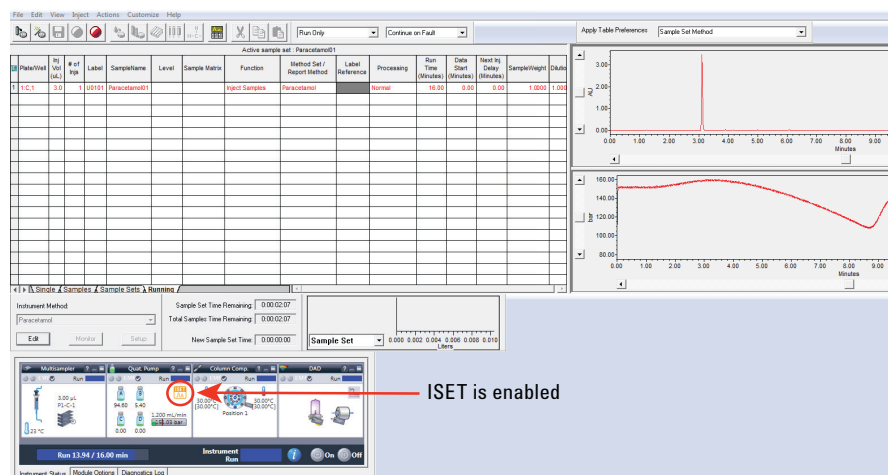 File Edit View Inject Actions Customize Help
Run Only Continue on Fault
Apply Table Preferences Sample Set Method
Active sample set : Paracetamol01
Plate/Well Inj Vol (uL) # of Injs Label SampleName Level Sample Matrix Function Method Set / Report Method Label Reference Processing Run Time (Minutes) Data Start (Minutes) Next Inj. Delay (Minutes) SampleWeight Dilutio
1 1:C,1 3.0 1 U0101 Paracetamol01 Inject Samples Paracetamol Normal 16.00 0.00 0.00 1.0000 1.000
AU
3.00
2.00
1.00
0.00
0.00 1.00 2.00 3.00 4.00 5.00 6.00 7.00 8.00 9.00
Minutes
bar
160.00
140.00
120.00
100.00
80.00
0.00 1.00 2.00 3.00 4.00 5.00 6.00 7.00 8.00 9.00
Minutes
Single Samples Sample Sets Running
Instrument Method:
Paracetamol
Edit Monitor Setup
Sample Set Time Remaining: 0:00:02:07
Total Samples Time Remaining: 0:00:02:07
New Sample Set Time: 0:00:00:00
Sample Set
0.000 0.002 0.004 0.006 0.008 0.010
Liters
Multisampler Quat. Pump Column Comp. DAD
Run Run Run Run
3.00 µL
P1-C-1
23 °C
A B
94.60 5.40
C D
0.00 0.00
ISET
1.200 mL/min
30.00°C
(30.00°C)
30.00°C
(30.00°C)
Position 1
Run 13.94 / 16.00 min
Instrument Run
On Off
Instrument Status Module Options Diagnostics Log
ISET is enabled